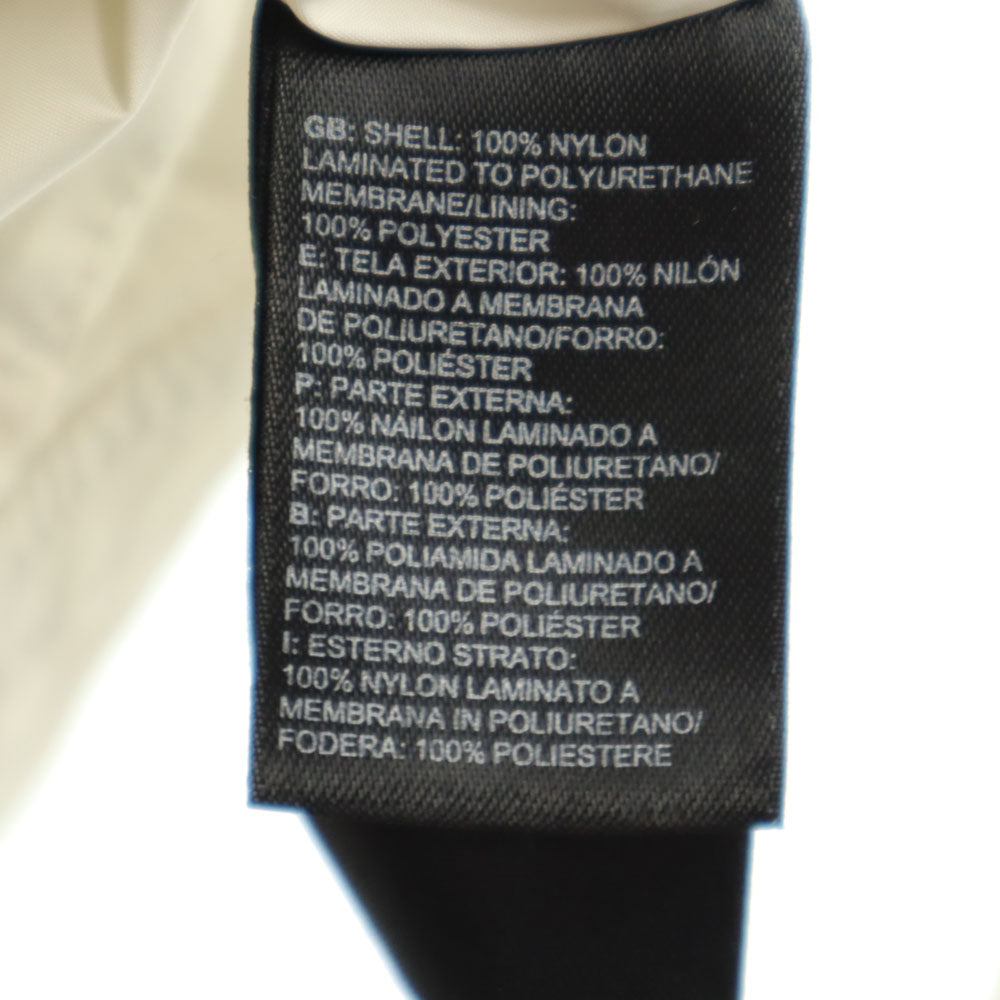 GB: SHELL: 100% NYLON
LAMINATED TO POLYURETHANE
MEMBRANE/LINING:
100% POLYESTER
E: TELA EXTERIOR: 100% NILÓN
LAMINADO A MEMBRANA
DE POLIURETANO/FORRO:
100% POLIÉSTER
P: PARTE EXTERNA:
100% NÁILON LAMINADO A
MEMBRANA DE POLIURETANO/
FORRO: 100% POLIÉSTER
B: PARTE EXTERNA:
100% POLIAMIDA LAMINADO A
MEMBRANA DE POLIURETANO/
FORRO: 100% POLIÉSTER
I: ESTERNO STRATO:
100% NYLON LAMINATO A
MEMBRANA IN POLIURETANO/
FODERA: 100% POLIESTERE